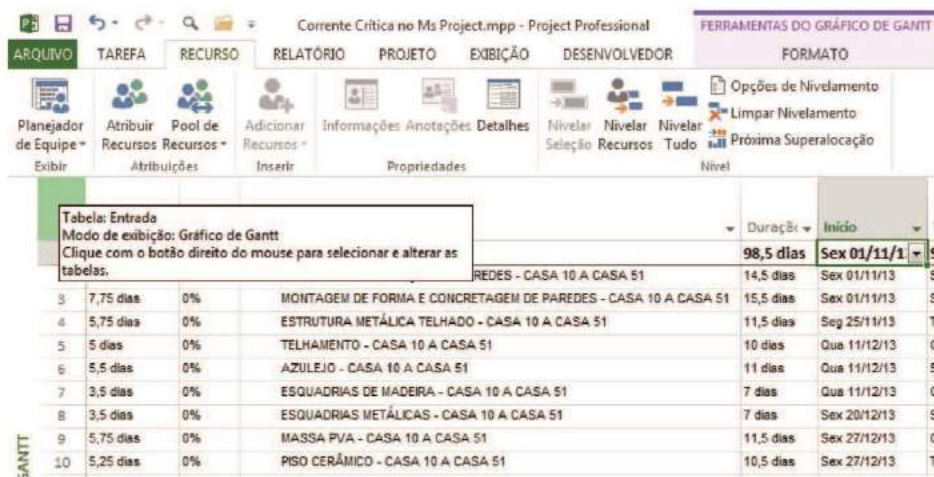 Corrente Crítica no Ms Project.mpp - Project Professional
FERRAMENTAS DO GRÁFICO DE GANTT
ARQUIVO TAREFA RECURSO RELATÓRIO PROJETO EXIBIÇÃO DESENVOLVEDOR FORMATO
Planejador de Equipe
Atribuir Recursos
Pool de Recursos
Adicionar Recursos
Informações Anotações Detalhes
Nivelar Seleção
Nivelar Recursos
Nivelar Tudo
Opções de Nivelamento
Limpar Nivelamento
Próxima Superalocação
Exibir Atribuições Inserir Propriedades Nível
Tabela: Entrada
Modo de exibição: Gráfico de Gantt
Clique com o botão direito do mouse para selecionar e alterar as
tabelas.
Início
98,5 dias Sex 01/11/1
- CASA 10 A CASA 51 14,5 dias Sex 01/11/13
3 7,75 dias 0% MONTAGEM DE FORMA E CONCRETAGEM DE PAREDES - CASA 10 A CASA 51 15,5 dias Sex 01/11/13
4 5,75 dias 0% ESTRUTURA METÁLICA TELHADO - CASA 10 A CASA 51 11,5 dias Seg 25/11/13
5 5 dias 0% TELHAMENTO - CASA 10 A CASA 51 10 dias Qua 11/12/13
6 5,5 dias 0% AZULEJO - CASA 10 A CASA 51 11 dias Qua 11/12/13
7 3,5 dias 0% ESQUADRIAS DE MADEIRA - CASA 10 A CASA 51 7 dias Qua 11/12/13
8 3,5 dias 0% ESQUADRIAS METÁLICAS - CASA 10 A CASA 51 7 dias Sex 20/12/13
9 5,75 dias 0% MASSA PVA - CASA 10 A CASA 51 11,5 dias Sex 27/12/13
10 5,25 dias 0% PISO CERÂMICO - CASA 10 A CASA 51 10,5 dias Sex 27/12/13
GANTT